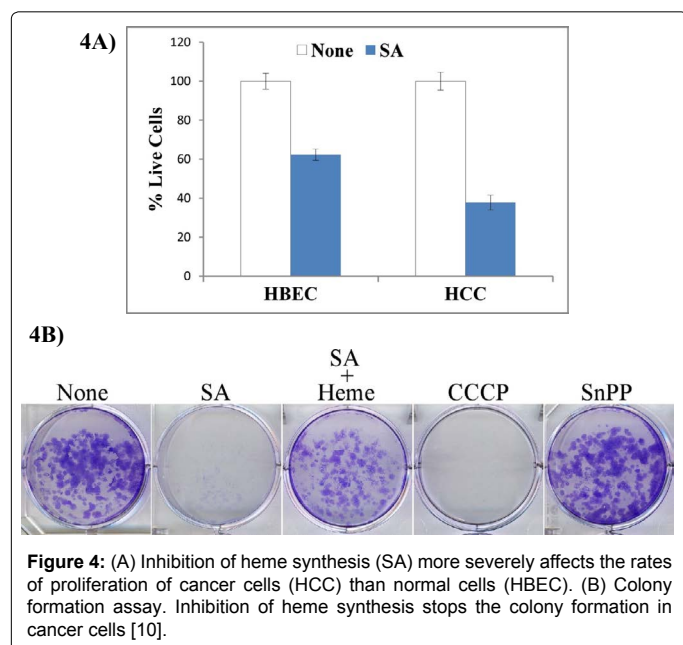 4A)
120
100
80
60
40
20
0
% Live Cells
None SA
HBEC HCC
4B)
None SA SA + Heme CCCP SnPP
Figure 4: (A) Inhibition of heme synthesis (SA) more severely affects the rates
of proliferation of cancer cells (HCC) than normal cells (HBEC). (B) Colony
formation assay. Inhibition of heme synthesis stops the colony formation in
cancer cells [10].